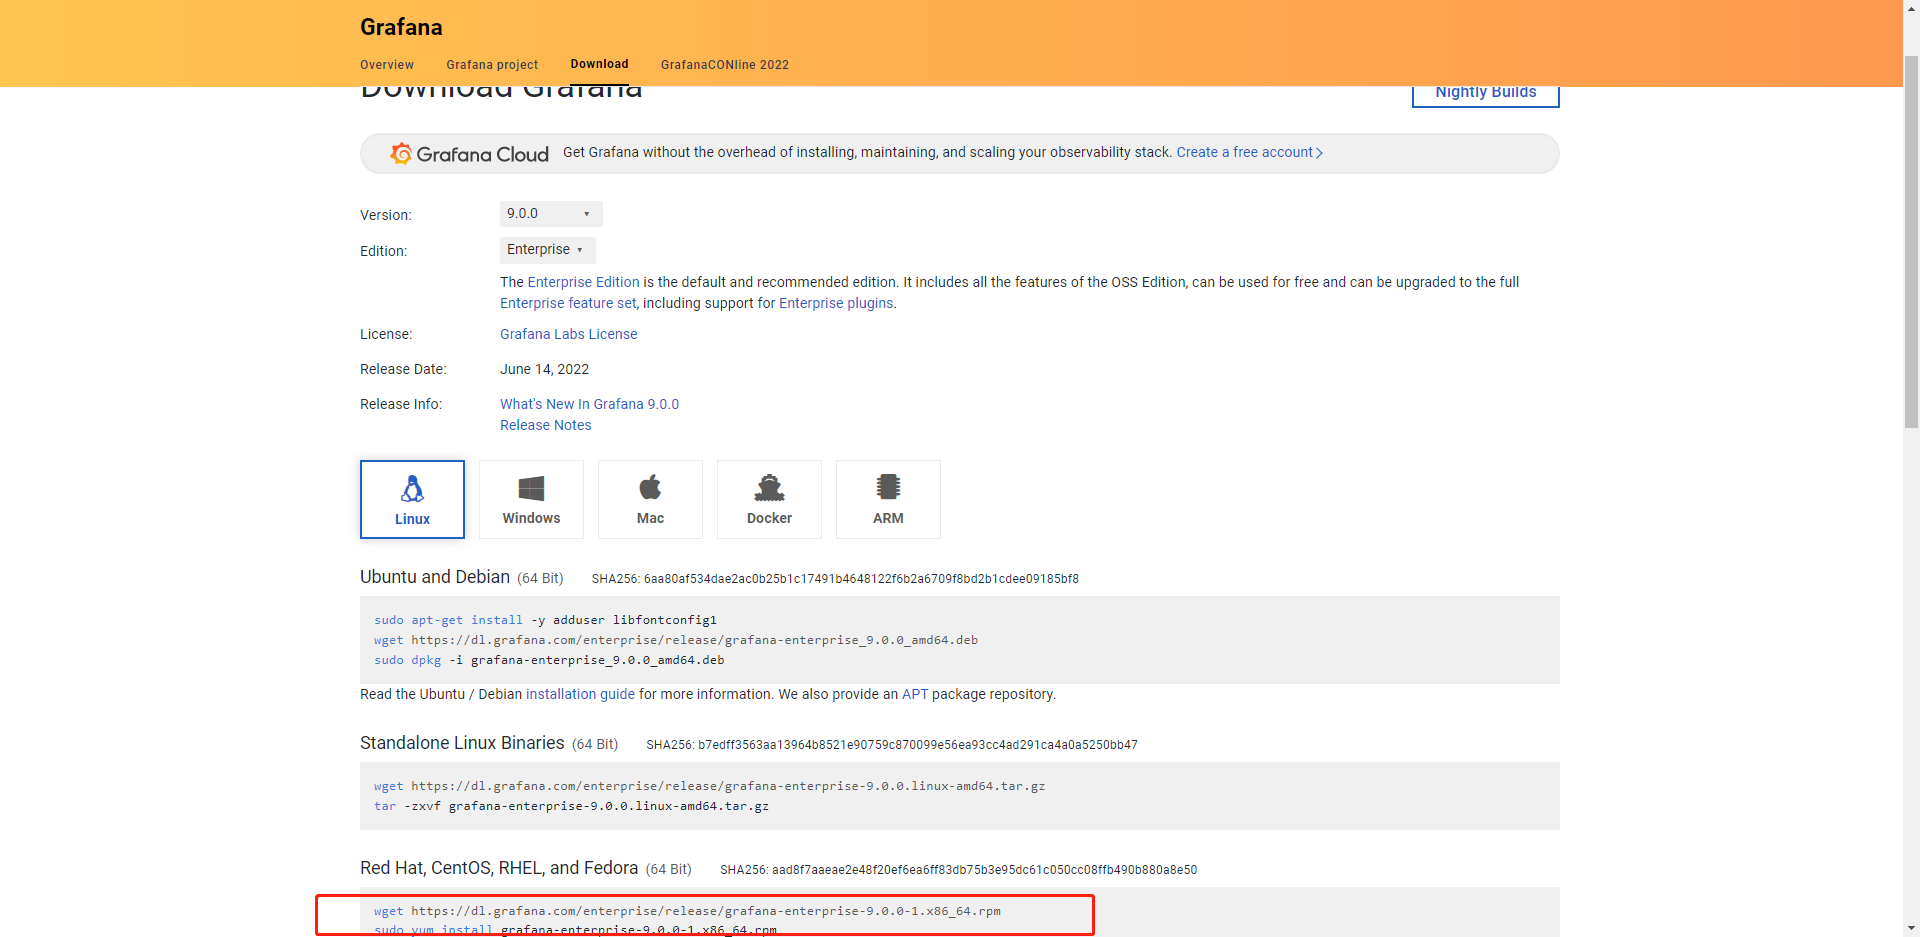 Grafana
Overview Grafana project Download GrafanaCONline 2022
Download Grafana
Nightly Builds
Grafana Cloud Get Grafana without the overhead of installing, maintaining, and scaling your observability stack. Create a free account
Version: 9.0.0
Edition: Enterprise
The Enterprise Edition is the default and recommended edition. It includes all the features of the OSS Edition, can be used for free and can be upgraded to the full
Enterprise feature set, including support for Enterprise plugins.
License: Grafana Labs License
Release Date: June 14, 2022
Release Info: What's New In Grafana 9.0.0
Release Notes
Linux Windows Mac Docker ARM
Ubuntu and Debian (64 Bit) SHA256: 6aa80af534dae2ac0b25b1c17491b4648122f6b2a6709f8bd2b1cdee09185bf8
sudo apt-get install -y adduser libfontconfig1
wget https://dl.grafana.com/enterprise/release/grafana-enterprise_9.0.0_amd64.deb
sudo dpkg -i grafana-enterprise_9.0.0_amd64.deb
Read the Ubuntu / Debian installation guide for more information. We also provide an APT package repository.
Standalone Linux Binaries (64 Bit) SHA256: b7edff3563aa13964b8521e90759c870099e56ea93cc4ad291ca4a0a5250bb47
wget https://dl.grafana.com/enterprise/release/grafana-enterprise-9.0.0.linux-amd64.tar.gz
tar -zxvf grafana-enterprise-9.0.0.linux-amd64.tar.gz
Red Hat, CentOS, RHEL, and Fedora (64 Bit) SHA256: aad8f7aaeae2e48f20ef6ea6ff83db75b3e95dc61c050cc08ffb490b880a8e50
wget https://dl.grafana.com/enterprise/release/grafana-enterprise-9.0.0-1.x86_64.rpm
sudo yum install grafana-enterprise-9.0.0-1.x86_64.rpm